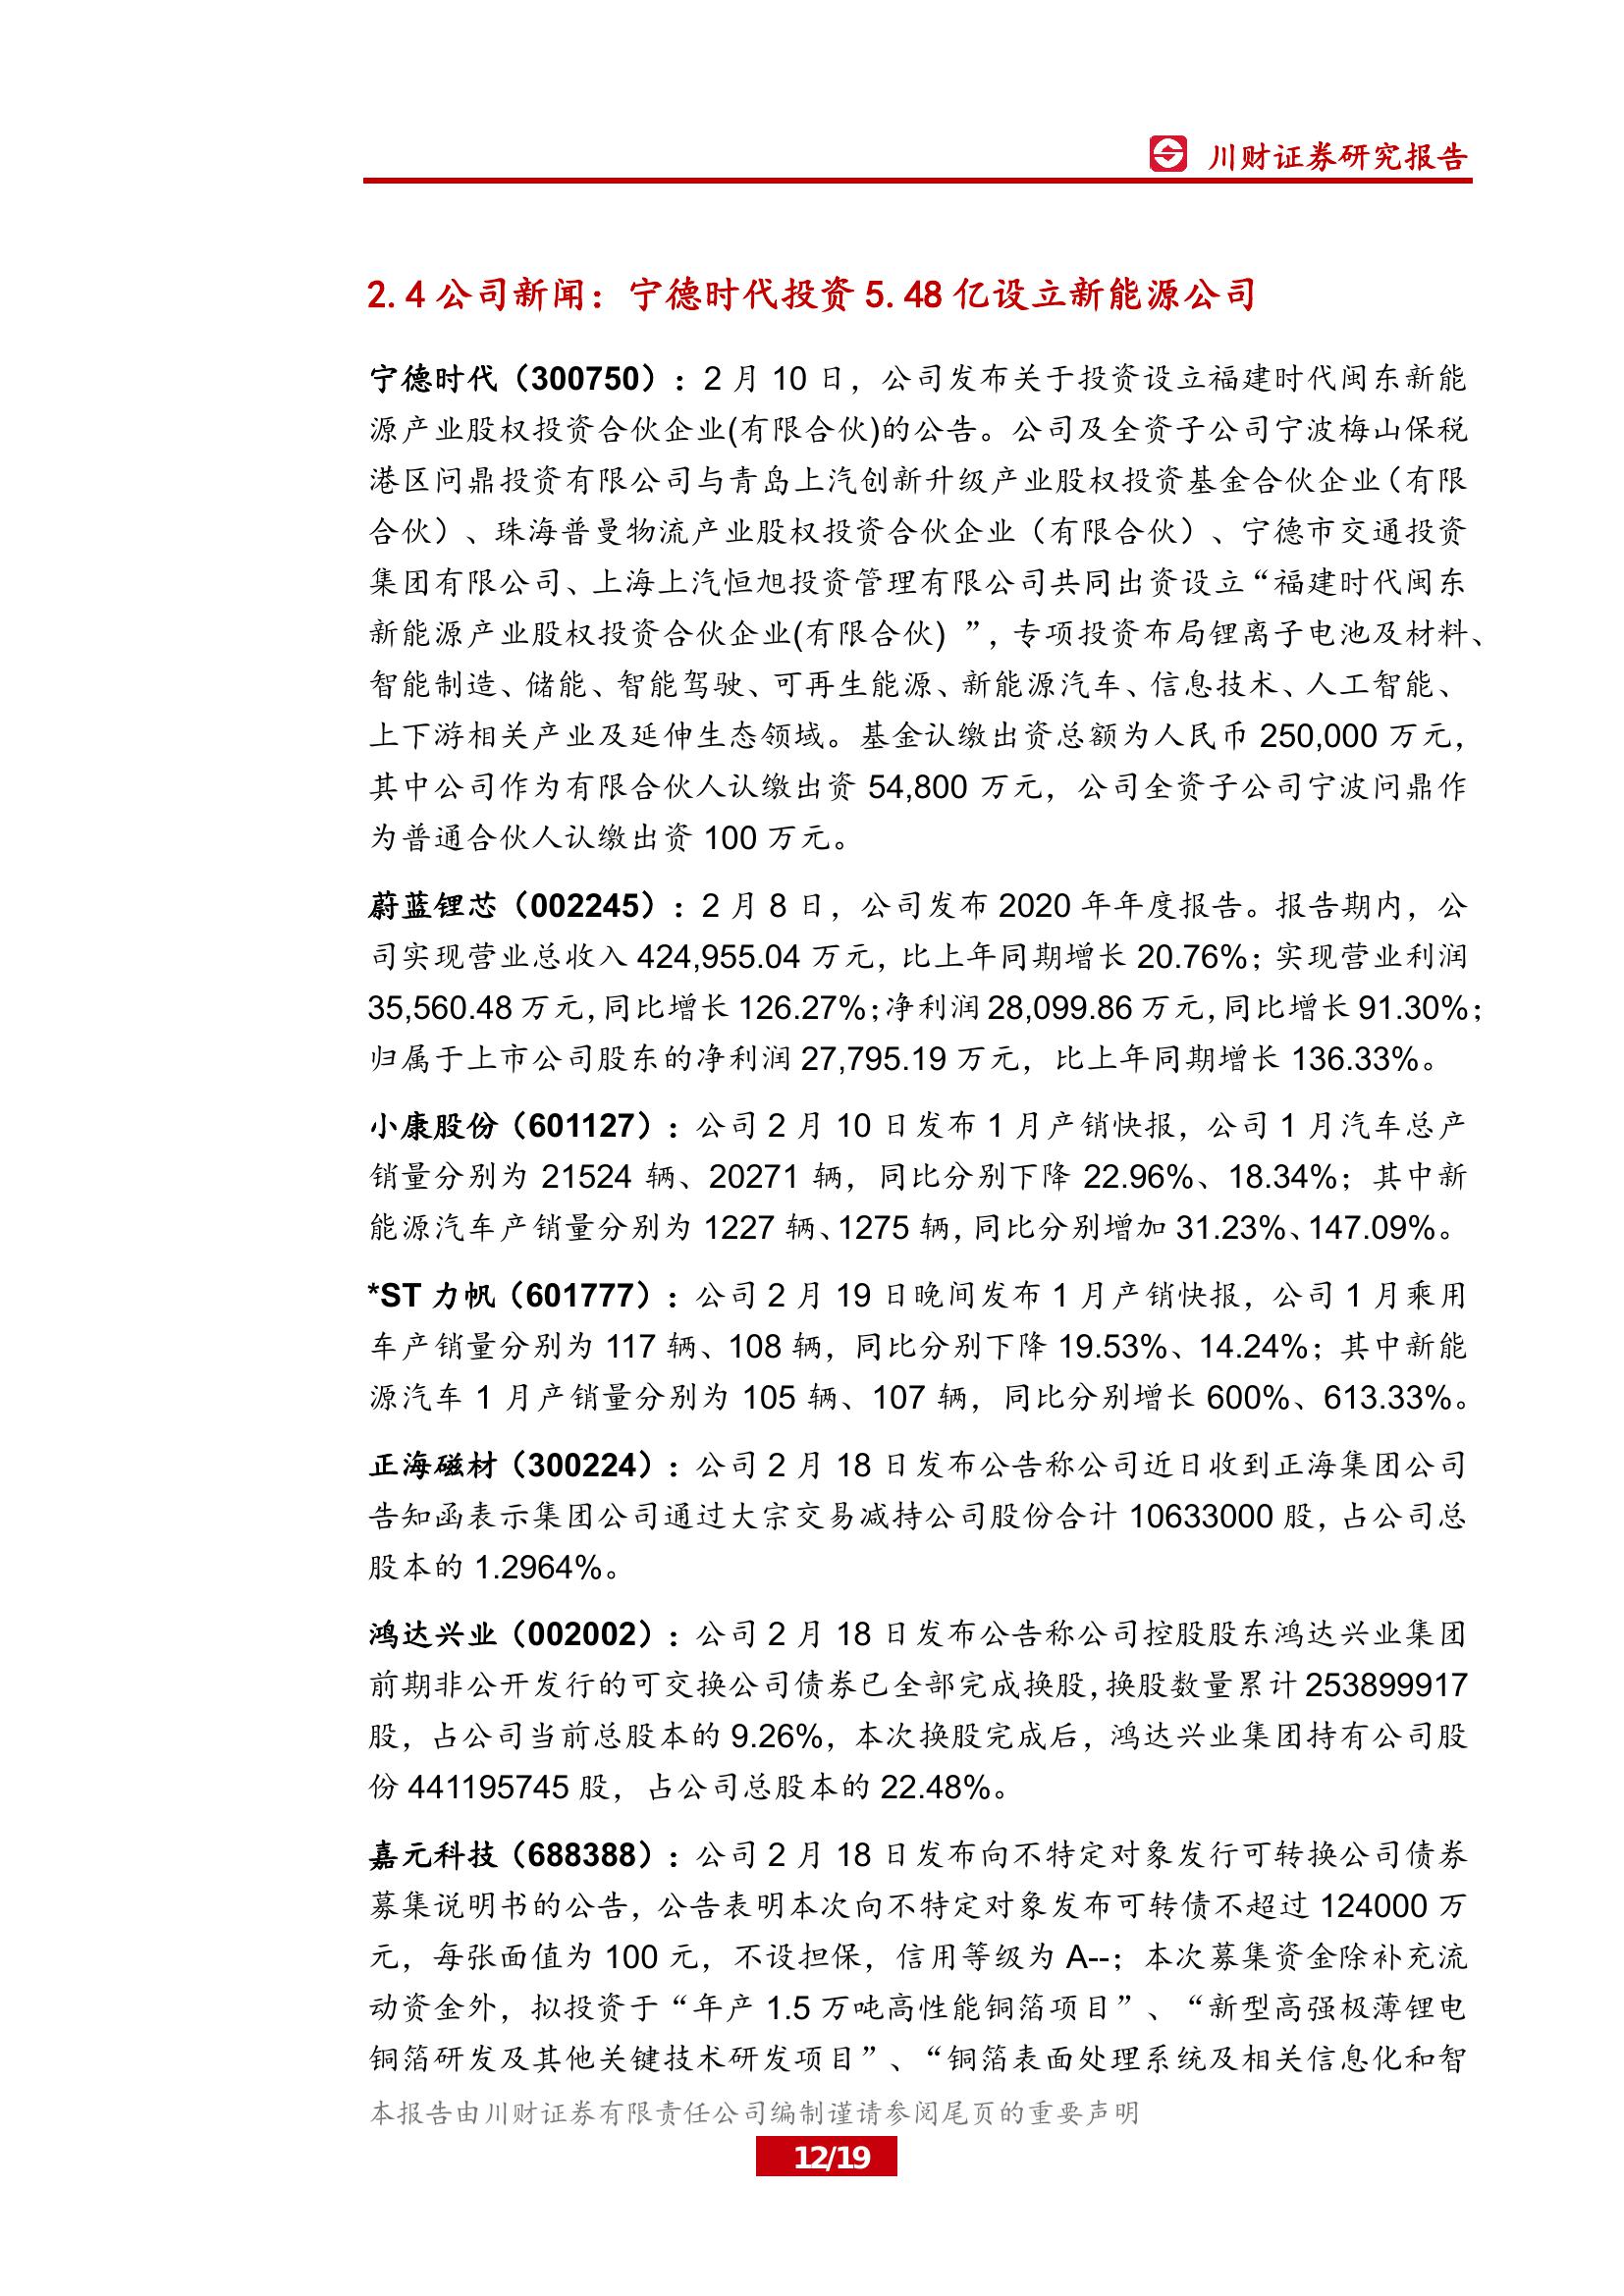 川财证券研究报告
2.4 公司新闻：宁德时代投资 5.48 亿设立新能源公司
宁德时代（300750）：2 月 10 日，公司发布关于投资设立福建时代闽东新能
源产业股权投资合伙企业(有限合伙)的公告。公司及全资子公司宁波梅山保税
港区问鼎投资有限公司与青岛上汽创新升级产业股权投资基金合伙企业（有限
合伙）、珠海普曼物流产业股权投资合伙企业（有限合伙）、宁德市交通投资
集团有限公司、上海上汽恒旭投资管理有限公司共同出资设立“福建时代闽东
新能源产业股权投资合伙企业(有限合伙) ”，专项投资布局锂离子电池及材料、
智能制造、储能、智能驾驶、可再生能源、新能源汽车、信息技术、人工智能、
上下游相关产业及延伸生态领域。基金认缴出资总额为人民币 250,000 万元，
其中公司作为有限合伙人认缴出资 54,800 万元，公司全资子公司宁波问鼎作
为普通合伙人认缴出资 100 万元。
蔚蓝锂芯（002245）：2 月 8 日，公司发布 2020 年年度报告。报告期内，公
司实现营业总收入 424,955.04 万元，比上年同期增长 20.76%；实现营业利润
35,560.48 万元，同比增长 126.27%；净利润 28,099.86 万元，同比增长 91.30%；
归属于上市公司股东的净利润 27,795.19 万元，比上年同期增长 136.33%。
小康股份（601127）：公司 2 月 10 日发布 1 月产销快报，公司 1 月汽车总产
销量分别为 21524 辆、20271 辆，同比分别下降 22.96%、18.34%；其中新
能源汽车产销量分别为 1227 辆、1275 辆，同比分别增加 31.23%、147.09%。
*ST 力帆（601777）：公司 2 月 19 日晚间发布 1 月产销快报，公司 1 月乘用
车产销量分别为 117 辆、108 辆，同比分别下降 19.53%、14.24%；其中新能
源汽车 1 月产销量分别为 105 辆、107 辆，同比分别增长 600%、613.33%。
正海磁材（300224）：公司 2 月 18 日发布公告称公司近日收到正海集团公司
告知函表示集团公司通过大宗交易减持公司股份合计 10633000 股，占公司总
股本的 1.2964%。
鸿达兴业（002002）：公司 2 月 18 日发布公告称公司控股股东鸿达兴业集团
前期非公开发行的可交换公司债券已全部完成换股，换股数量累计 253899917
股，占公司当前总股本的 9.26%，本次换股完成后，鸿达兴业集团持有公司股
份 441195745 股，占公司总股本的 22.48%。
嘉元科技（688388）：公司 2 月 18 日发布向不特定对象发行可转换公司债券
募集说明书的公告，公告表明本次向不特定对象发布可转债不超过 124000 万
元，每张面值为 100 元，不设担保，信用等级为 A--；本次募集资金除补充流
动资金外，拟投资于“年产 1.5 万吨高性能铜箔项目”、“新型高强极薄锂电
铜箔研发及其他关键技术研发项目”、“铜箔表面处理系统及相关信息化和智
本报告由川财证券有限责任公司编制谨请参阅尾页的重要声明
12/19